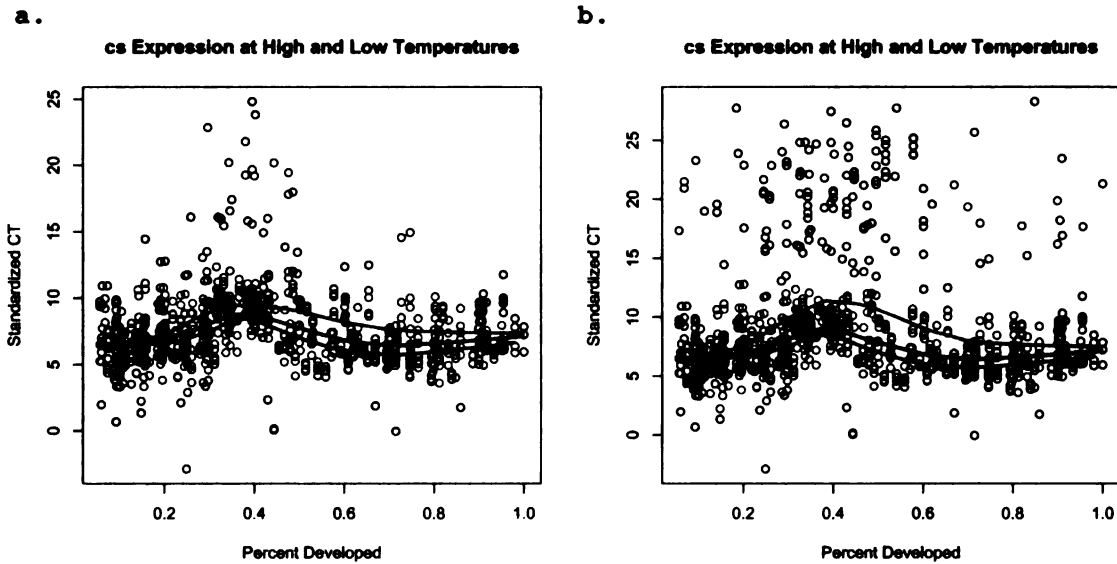 a.
cs Expression at High and Low Temperatures
25
20
15
10
5
0
Standardized CT
0.2 0.4 0.6 0.8 1.0
Percent Developed
b.
cs Expression at High and Low Temperatures
25
20
15
10
5
0
Standardized CT
0.2 0.4 0.6 0.8 1.0
Percent Developed